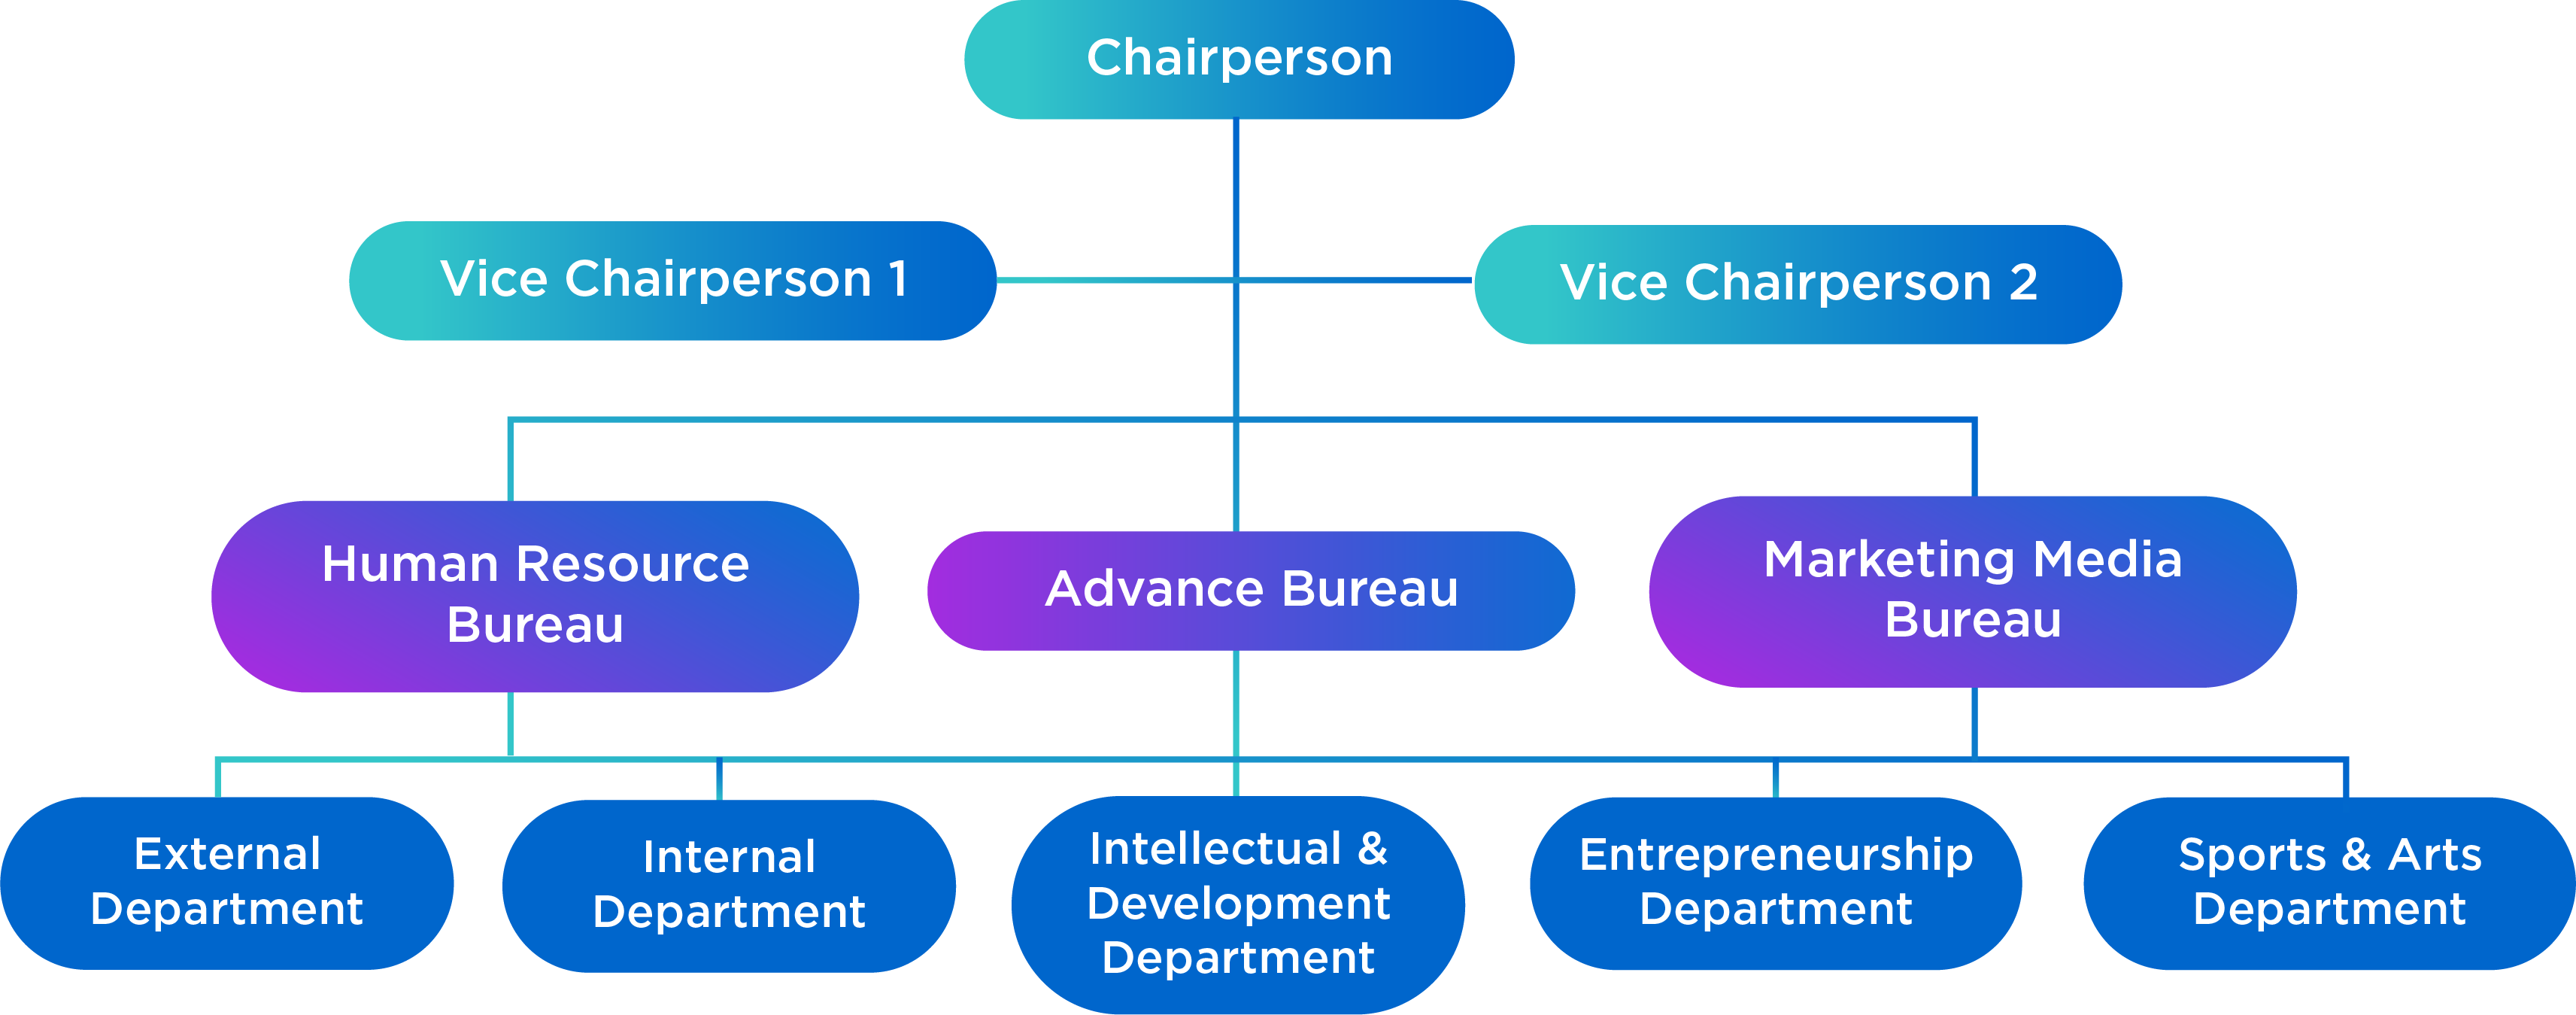 Chairperson
Vice Chairperson 1
Vice Chairperson 2
Human Resource
Bureau
Advance Bureau
Marketing Media
Bureau
External
Department
Internal
Department
Intellectual &
Development
Department
Entrepreneurship
Department
Sports & Arts
Department